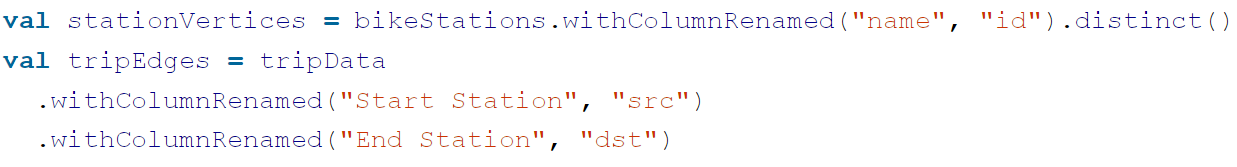 val stationVertices = bikeStations.withColumnRenamed("name", "id").distinct()
val tripEdges = tripData
  .withColumnRenamed("Start Station", "src")
  .withColumnRenamed("End Station", "dst")